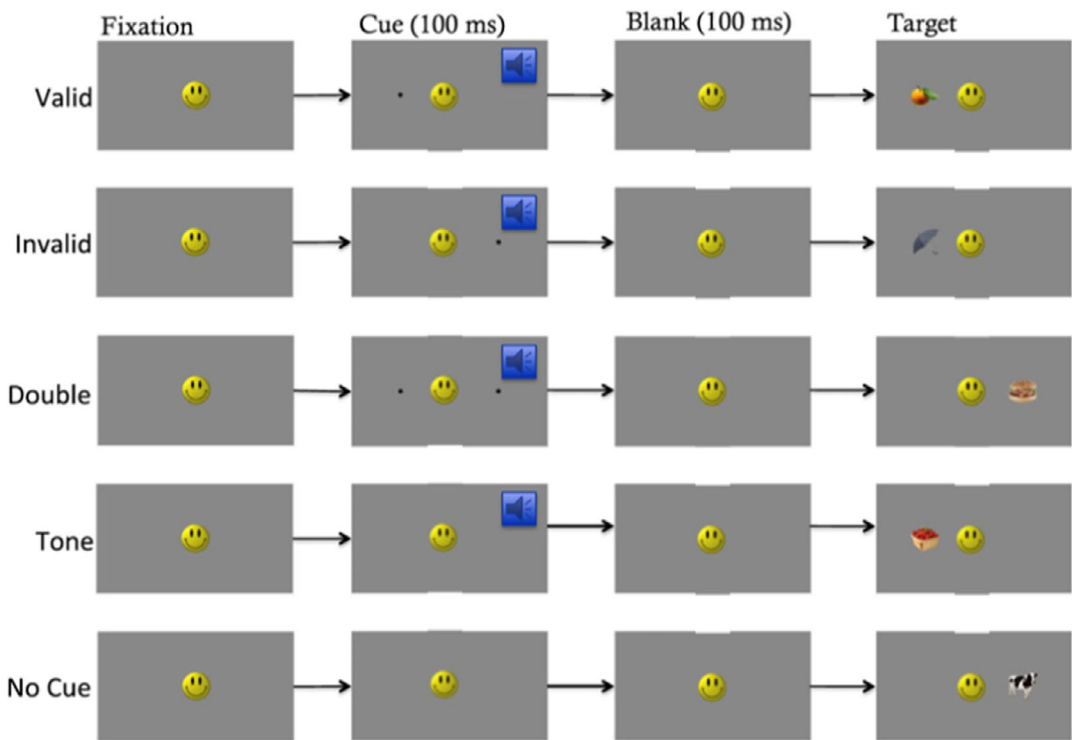 Fixation
Cue (100 ms)
Blank (100 ms)
Target
Valid
Invalid
Double
Tone
No Cue